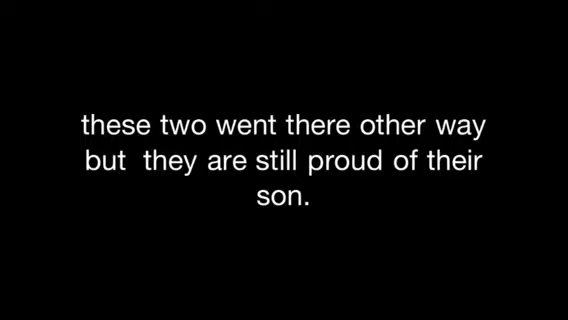 these two went there other way
but  they are still proud of their
son.